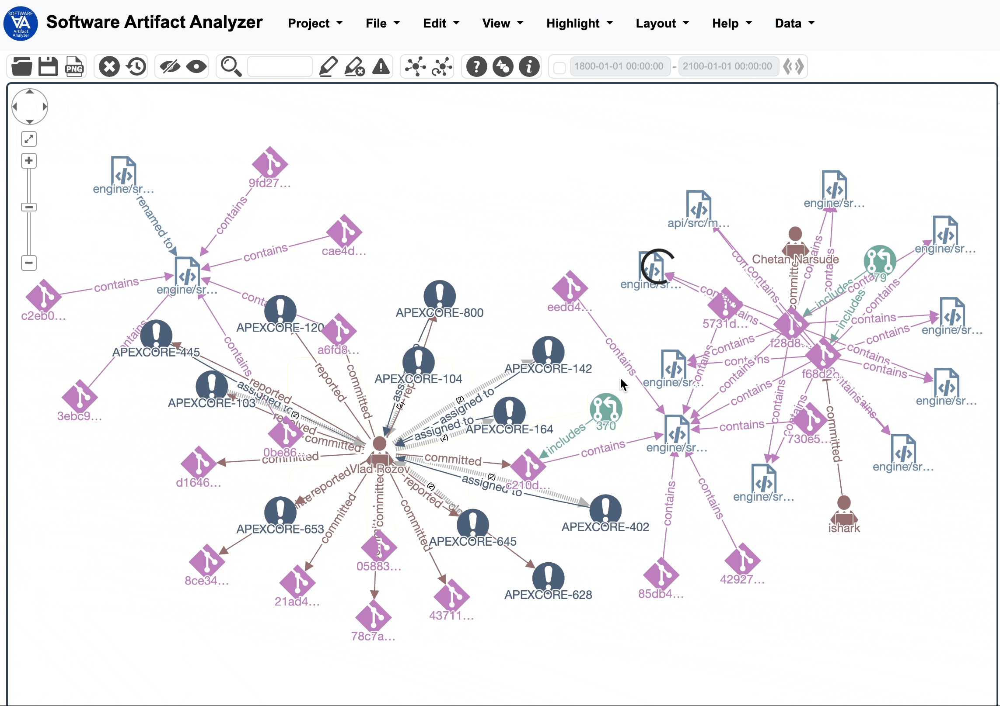 SOFTWARE
Artifact
Analyzer
Software Artifact Analyzer
Project
File
Edit
View
Highlight
Layout
Help
Data
PNG
1800-01-01 00:00:00 - 2100-01-01 00:00:00
engine/sr...
9fd27...
renamed to
contains
cae4d...
contains
engine/sr...
c2eb0...
contains
contains
3ebc9...
APEXCORE-445
APEXCORE-120
a6fd8...
APEXCORE-800
APEXCORE-104
APEXCORE-142
APEXCORE-103
APEXCORE-164
reported
committed
reported
assigned to
resolved
committed
(2)
(2)
assigned to
(2)
assigned to
(2)
0be86...
committed
d1646...
Vlad Rozov
committed
c210d...
includes
370
contains
(2)
assigned to
APEXCORE-402
(2)
reported
APEXCORE-645
APEXCORE-628
reported
APEXCORE-653
8ce34...
committed
21ad4...
committed
05883...
78c7a...
committed
43711...
eedd4...
contains
api/src/m...
engine/sr...
engine/sr...
Chetan Narsude
79
engine/sr...
contains
contains
committed
includes
includes
contains
5731d...
f28d8...
contains
engine/sr...
contains
contains
contains
contains
f68d2...
contains
contains
engine/sr...
engine/sr...
contains
contains
contains
contains
contains
730e5...
engine/sr...
engine/sr...
engine/sr...
committed
ishark
contains
85db4...
contains
42927...